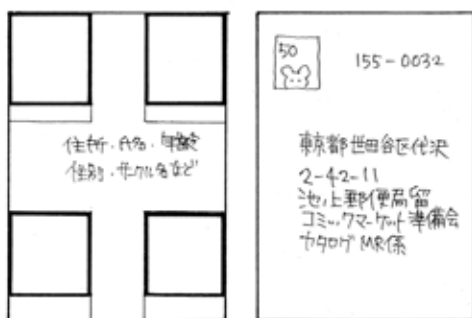 住所・氏名・年齢
性別・サークル名など
50
155-0032
東京都世田谷区代沢
2-42-11
池ノ上郵便局留
コミックマーケット準備会
カタログMR係